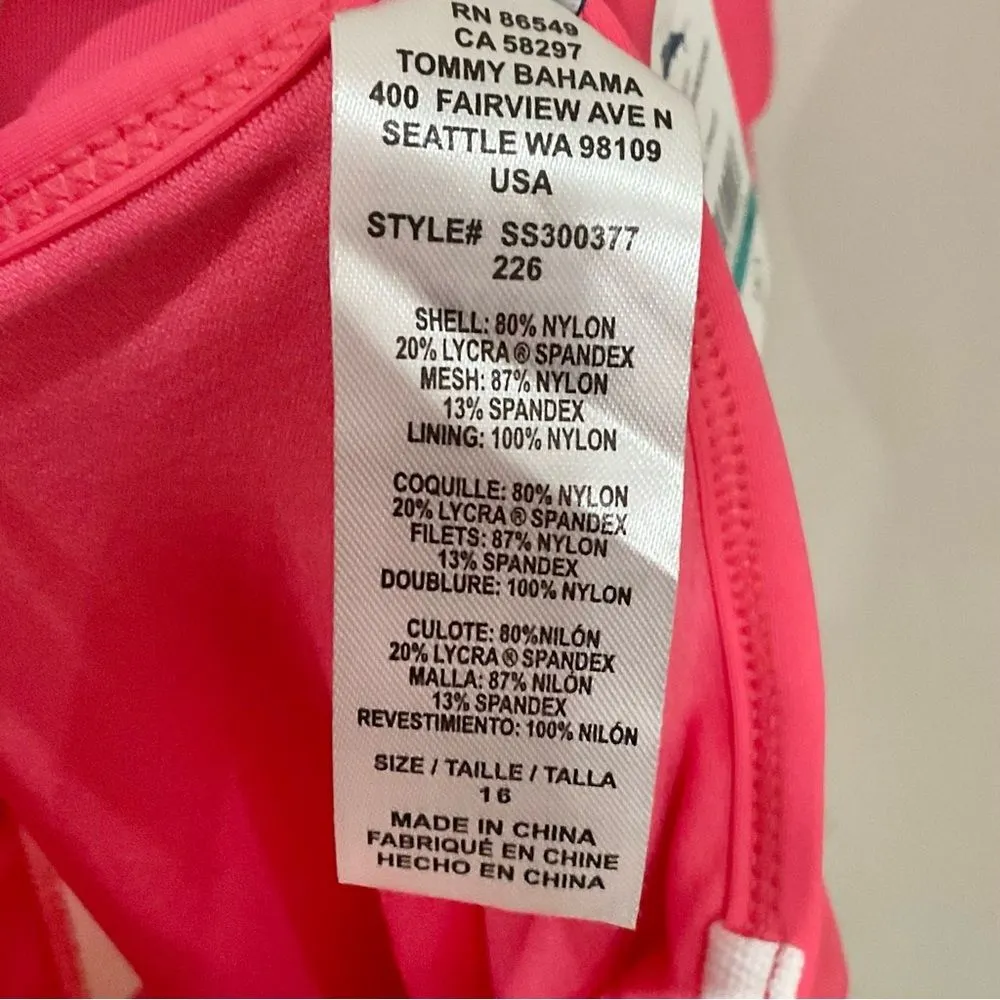 RN 86549
CA 58297
TOMMY BAHAMA
400 FAIRVIEW AVE N
SEATTLE WA 98109
USA
STYLE# SS300377
226
SHELL: 80% NYLON
20% LYCRA® SPANDEX
MESH: 87% NYLON
13% SPANDEX
LINING: 100% NYLON
COQUILLE: 80% NYLON
20% LYCRA® SPANDEX
FILETS: 87% NYLON
13% SPANDEX
DOUBLURE: 100% NYLON
CULOTE: 80%NILÓN
20% LYCRA® SPANDEX
MALLA: 87% NILÓN
13% SPANDEX
REVESTIMIENTO: 100% NILÓN
SIZE / TAILLE / TALLA
16
MADE IN CHINA
FABRIQUÉ EN CHINE
HECHO EN CHINA